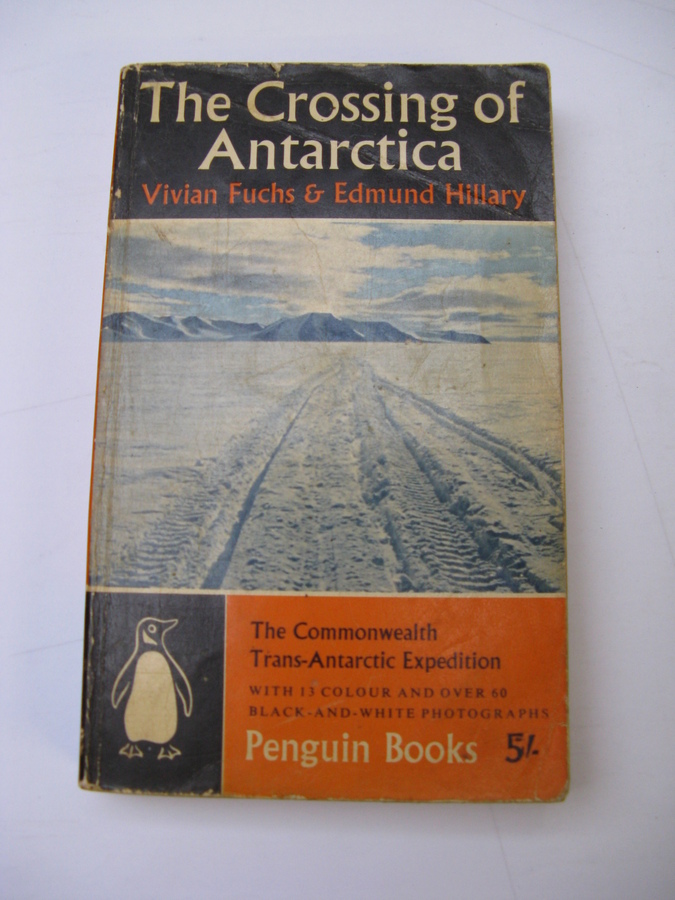 The Crossing of
Antarctica
Vivian Fuchs & Edmund Hillary
The Commonwealth
Trans-Antarctic Expedition
WITH 13 COLOUR AND OVER 60
BLACK-AND-WHITE PHOTOGRAPHS
Penguin Books 5/-